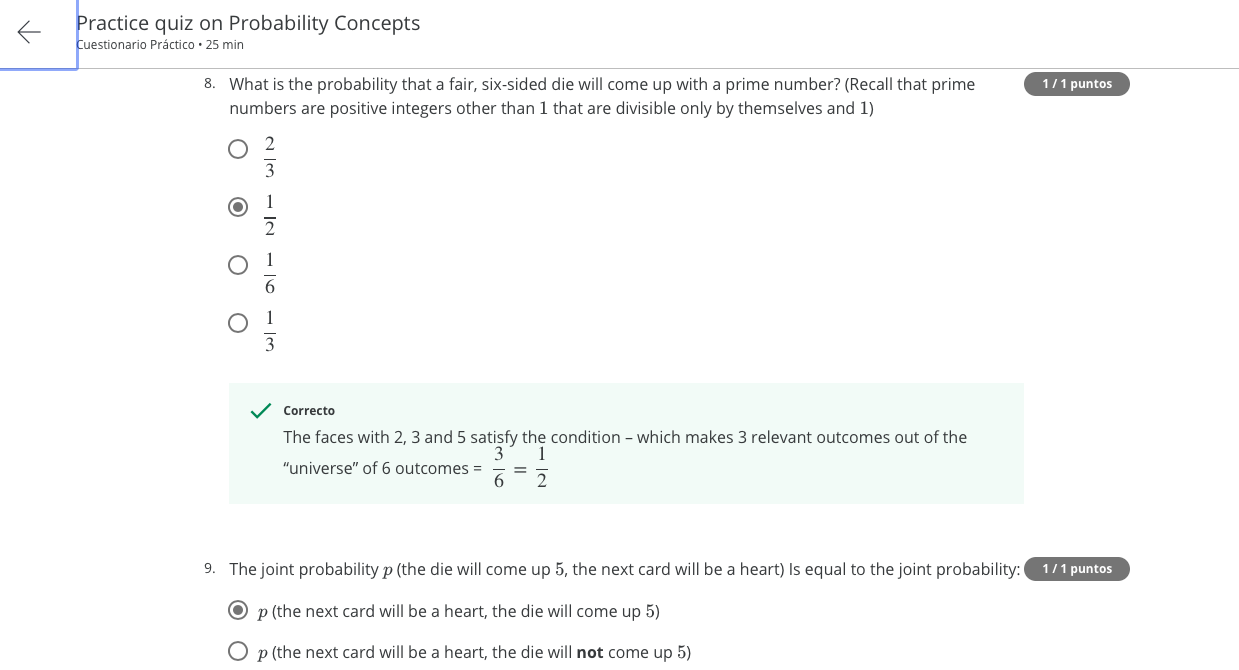 Practice quiz on Probability Concepts
Cuestionario Práctico • 25 min
8. What is the probability that a fair, six-sided die will come up with a prime number? (Recall that prime
numbers are positive integers other than 1 that are divisible only by themselves and 1)
1 / 1 puntos
2/3
1/2
1/6
1/3
Correcto
The faces with 2, 3 and 5 satisfy the condition – which makes 3 relevant outcomes out of the
“universe” of 6 outcomes = 3/6 = 1/2
9. The joint probability p (the die will come up 5, the next card will be a heart) Is equal to the joint probability:
1 / 1 puntos
p (the next card will be a heart, the die will come up 5)
p (the next card will be a heart, the die will not come up 5)